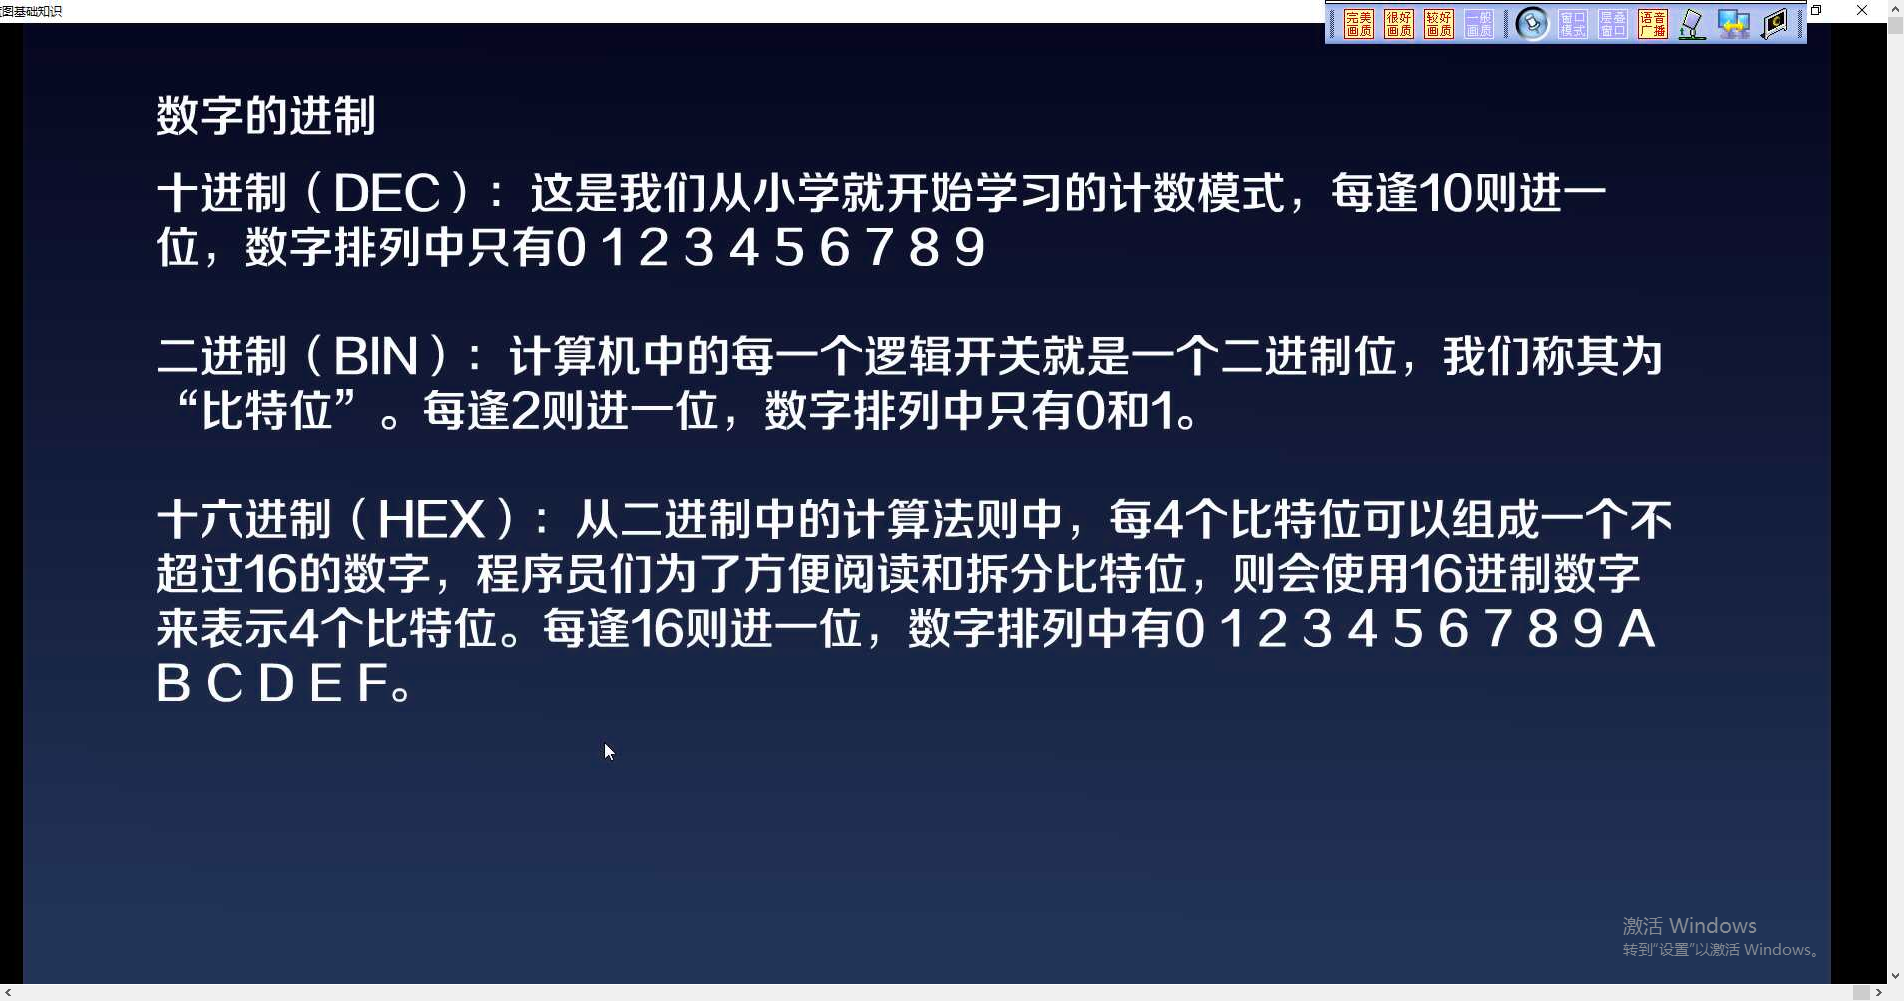 图基础知识
完美画质 很好画质 较好画质 一般画质 窗口模式 层叠窗口 语音广播
数字的进制
十进制（DEC）：这是我们从小学就开始学习的计数模式，每逢10则进一
位，数字排列中只有0 1 2 3 4 5 6 7 8 9
二进制（BIN）：计算机中的每一个逻辑开关就是一个二进制位，我们称其为
“比特位”。每逢2则进一位，数字排列中只有0和1。
十六进制（HEX）：从二进制中的计算法则中，每4个比特位可以组成一个不
超过16的数字，程序员们为了方便阅读和拆分比特位，则会使用16进制数字
来表示4个比特位。每逢16则进一位，数字排列中有0 1 2 3 4 5 6 7 8 9 A
B C D E F。
激活 Windows
转到“设置”以激活 Windows。